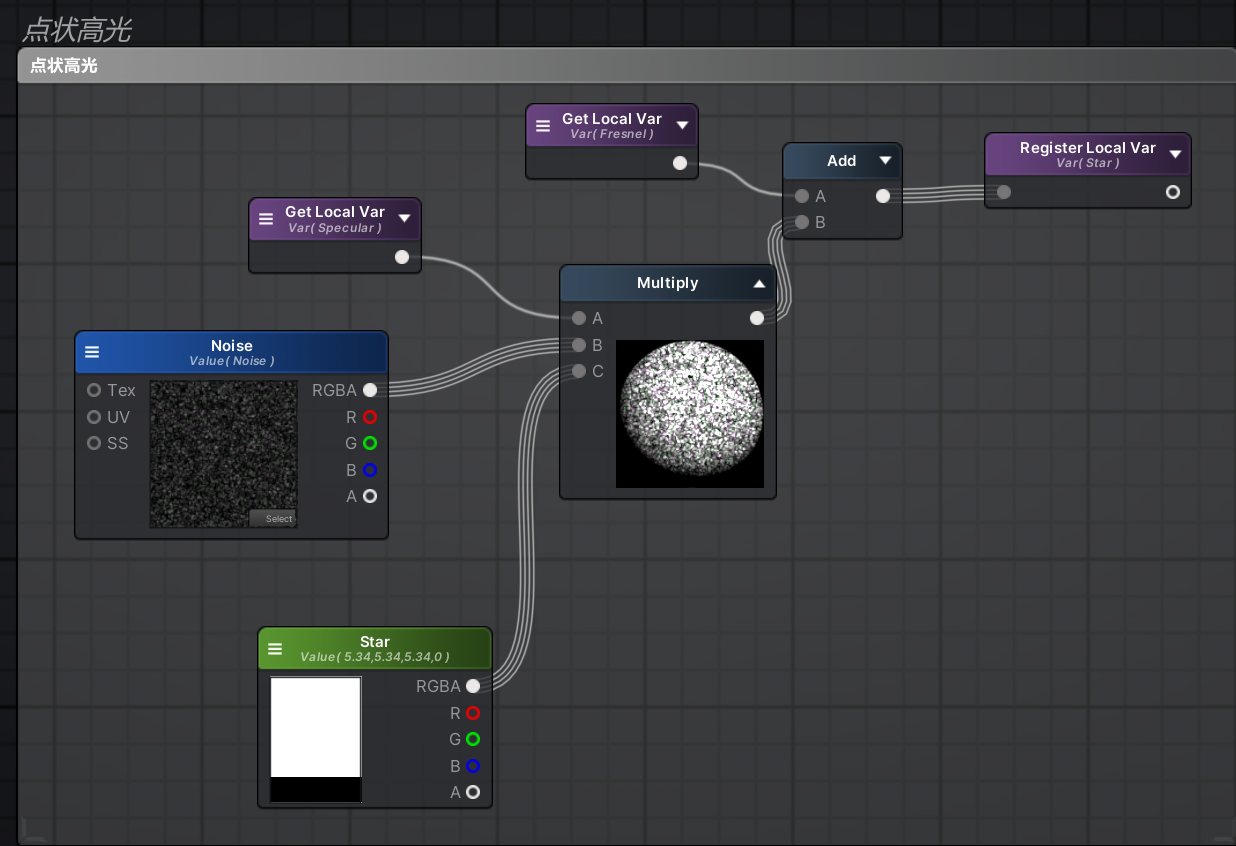 点状高光
点状高光
Get Local Var
Var( Fresnel )
Add
A
B
Register Local Var
Var( Star )
Get Local Var
Var( Specular )
Multiply
A
B
C
Noise
Value( Noise )
Tex
UV
SS
RGBA
R
G
B
A
Select
Star
Value( 5.34,5.34,5.34,0 )
RGBA
R
G
B
A